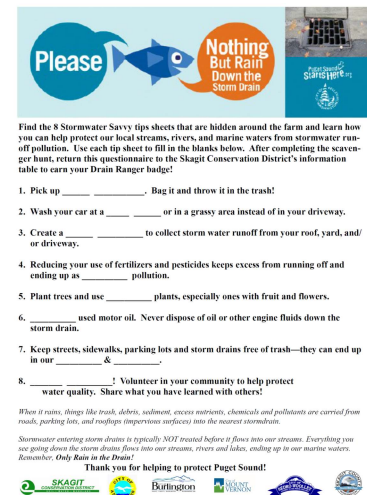 Please
Nothing
But Rain
Down the
Storm Drain
Puget Sound
Starts Here.org
Find the 8 Stormwater Savvy tips sheets that are hidden around the farm and learn how
you can help protect our local streams, rivers, and marine waters from stormwater run-
off pollution. Use each tip sheet to fill in the blanks below. After completing the scaven-
ger hunt, return this questionnaire to the Skagit Conservation District's information
table to earn your Drain Ranger badge!
1. Pick up ______ ___________. Bag it and throw it in the trash!
2. Wash your car at a _____ ______ or in a grassy area instead of in your driveway.
3. Create a ______ __________ to collect storm water runoff from your roof, yard, and/
or driveway.
4. Reducing your use of fertilizers and pesticides keeps excess from running off and
ending up as __________ pollution.
5. Plant trees and use __________ plants, especially ones with fruit and flowers.
6. __________ used motor oil. Never dispose of oil or other engine fluids down the
storm drain.
7. Keep streets, sidewalks, parking lots and storm drains free of trash—they can end up
in our __________ & __________.
8. _______ __________! Volunteer in your community to help protect
water quality. Share what you have learned with others!
When it rains, things like trash, debris, sediment, excess nutrients, chemicals and pollutants are carried from
roads, parking lots, and rooftops (impervious surfaces) into the nearest stormdrain.
Stormwater entering storm drains is typically NOT treated before it flows into our streams. Everything you
see going down the storm drains flows into our streams, rivers and lakes, ending up in our marine waters.
Remember, Only Rain in the Drain!
Thank you for helping to protect Puget Sound!
SKAGIT
CONSERVATION DISTRICT
CITY OF
Burlington
MOUNT
VERNON
SEDRO-WOOLLEY